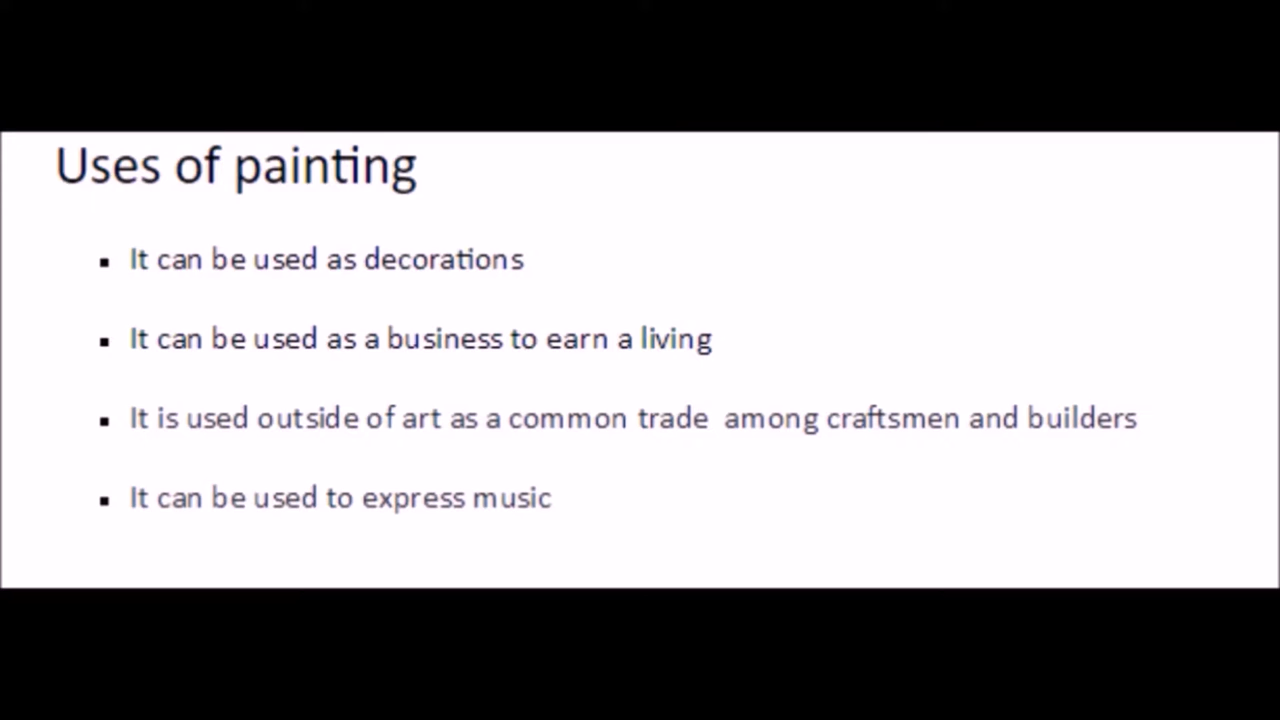 Uses of painting
▪ It can be used as decorations
▪ It can be used as a business to earn a living
▪ It is used outside of art as a common trade  among craftsmen and builders
▪ It can be used to express music